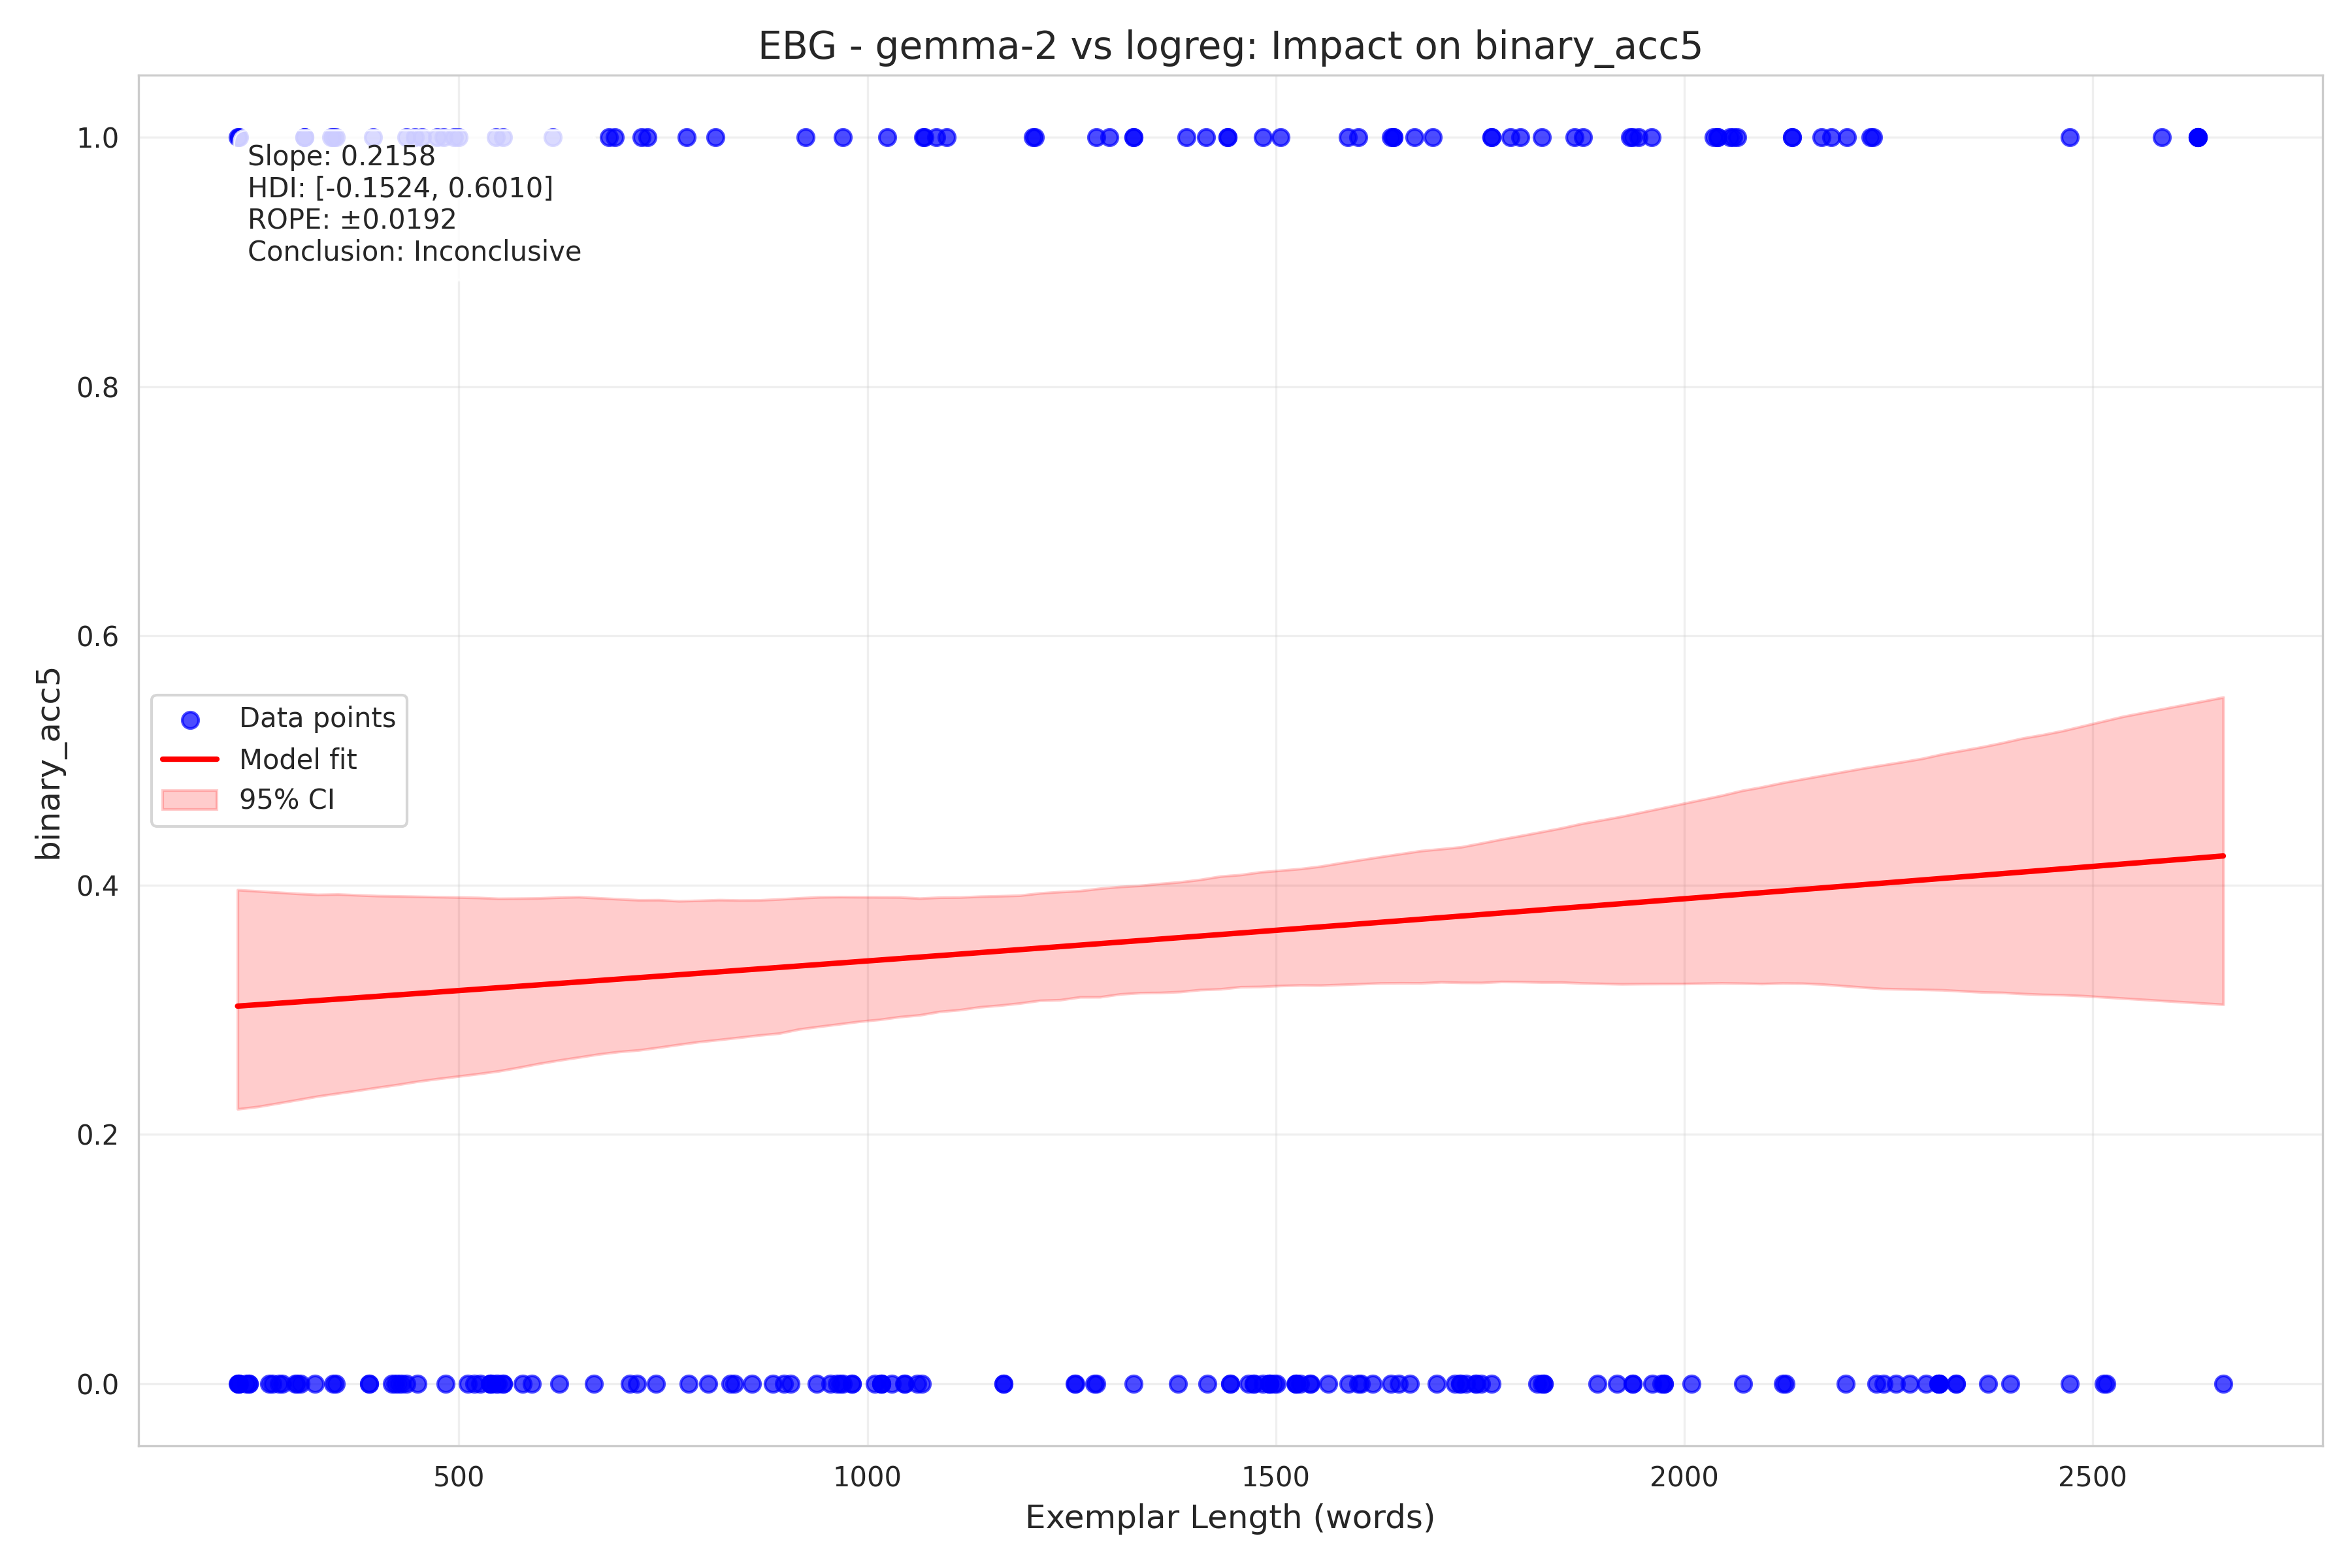 EBG - gemma-2 vs logreg: Impact on binary_acc5
1.0
Slope: 0.2158
HDI: [-0.1524, 0.6010]
ROPE: ±0.0192
Conclusion: Inconclusive
0.8
0.6
binary_acc5
Data points
Model fit
95% CI
0.4
0.2
0.0
500 1000 1500 2000 2500
Exemplar Length (words)